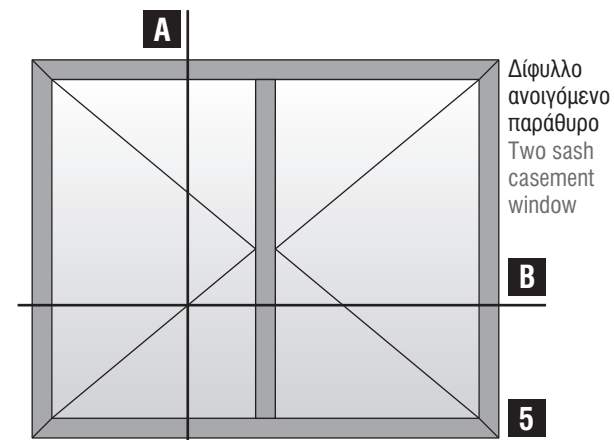 A
Δίφυλλο
ανοιγόμενο
παράθυρο
Two sash
casement
window
B
5